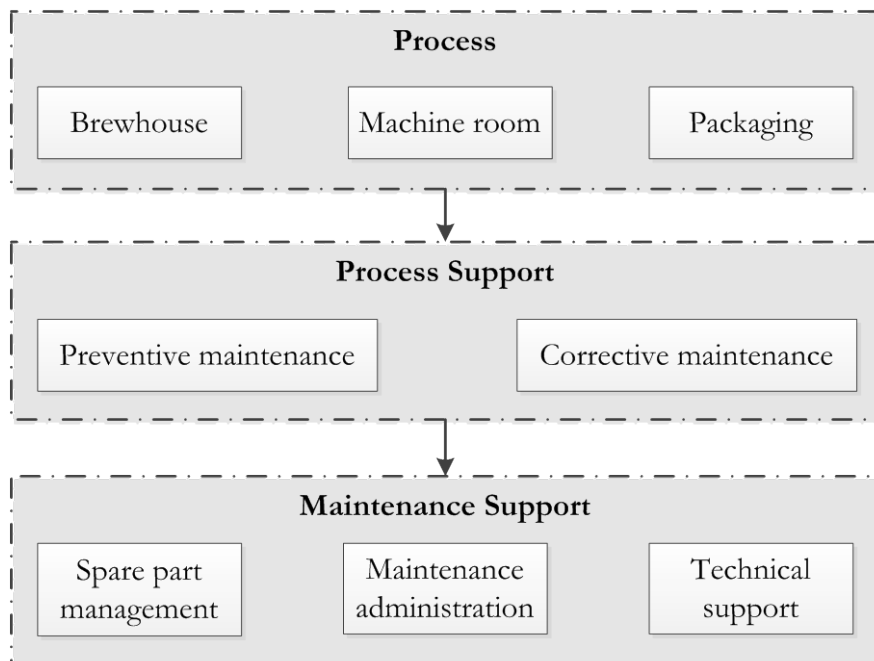 Process
Brewhouse
Machine room
Packaging
Process Support
Preventive maintenance
Corrective maintenance
Maintenance Support
Spare part
management
Maintenance
administration
Technical
support